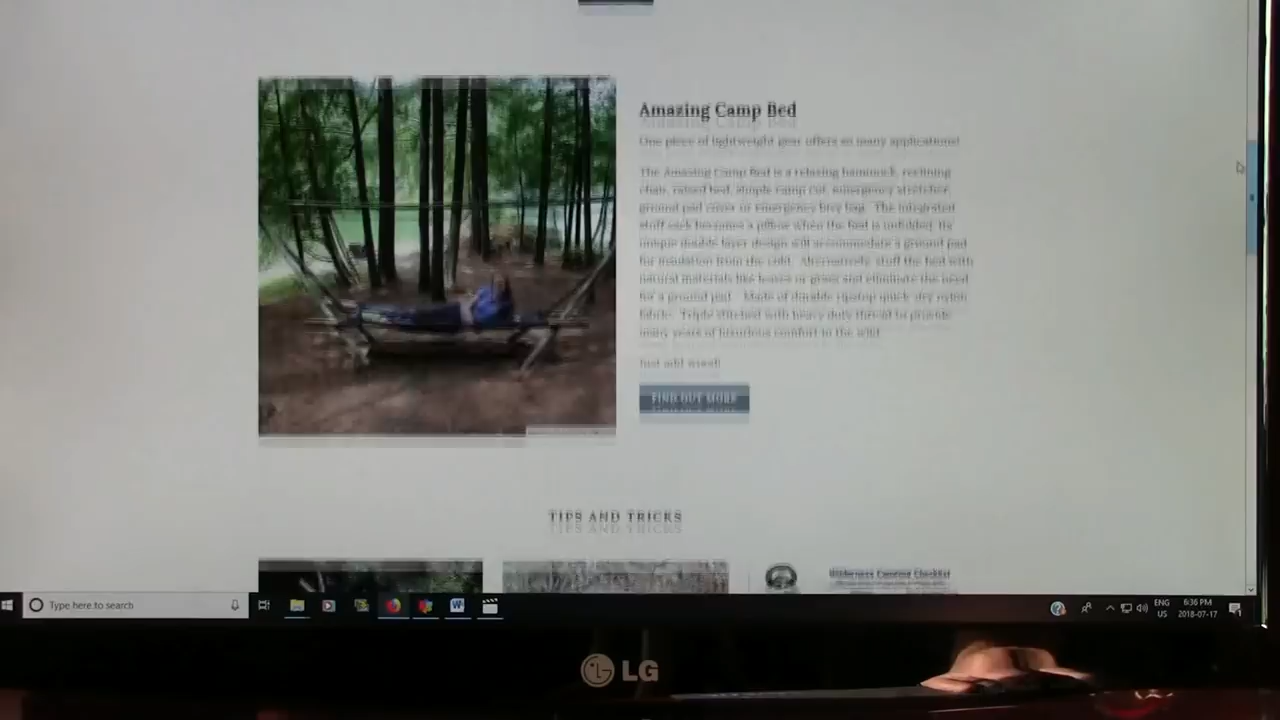 Amazing Camp Bed
One piece of lightweight gear offers so many applications!
The Amazing Camp Bed is a relaxing hammock, reclining
chair, raised bed, simple camp cot, emergency stretcher,
ground pad cover or emergency bivy bag. The integrated
stuff sack becomes a pillow when the bed is unfolded. Its
unique double layer design will accommodate a ground pad
for insulation from the cold. Alternatively, stuff the bed with
natural materials like leaves or grass and eliminate the need
for a ground pad. Made of durable ripstop quick dry nylon
fabric. Triple stitched with heavy duty thread to provide
many years of luxurious comfort in the wild.
Just add wood!
FIND OUT MORE
TIPS AND TRICKS
Wilderness Camping Checklist
Type here to search
ENG
US
6:36 PM
2018-07-17
LG